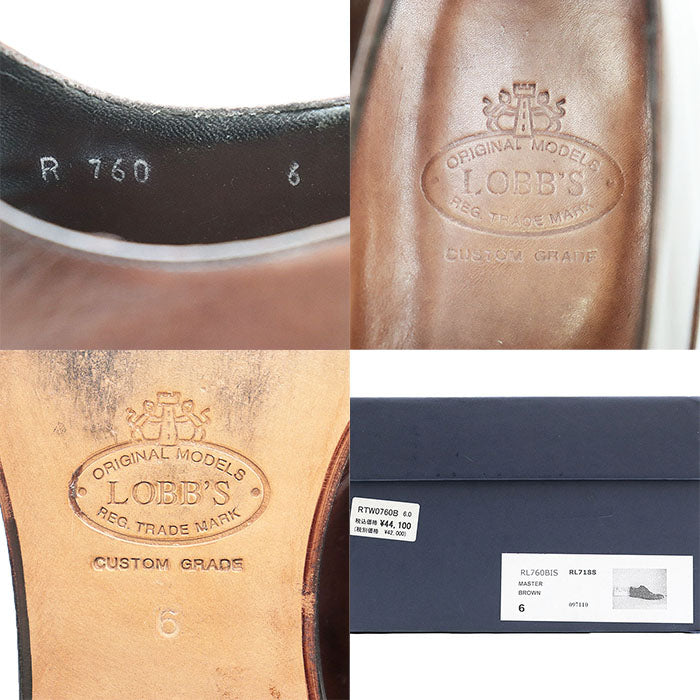 R 760 6
ORIGINAL MODELS
LOBB'S
REG. TRADE MARK
CUSTOM GRADE
ORIGINAL MODELS
LOBB'S
REG. TRADE MARK
CUSTOM GRADE
6
RTW0760B 6.0
税込価格 ¥44,100
(税別価格 ¥42,000)
RL760BIS RL718S
MASTER
BROWN
6 097110